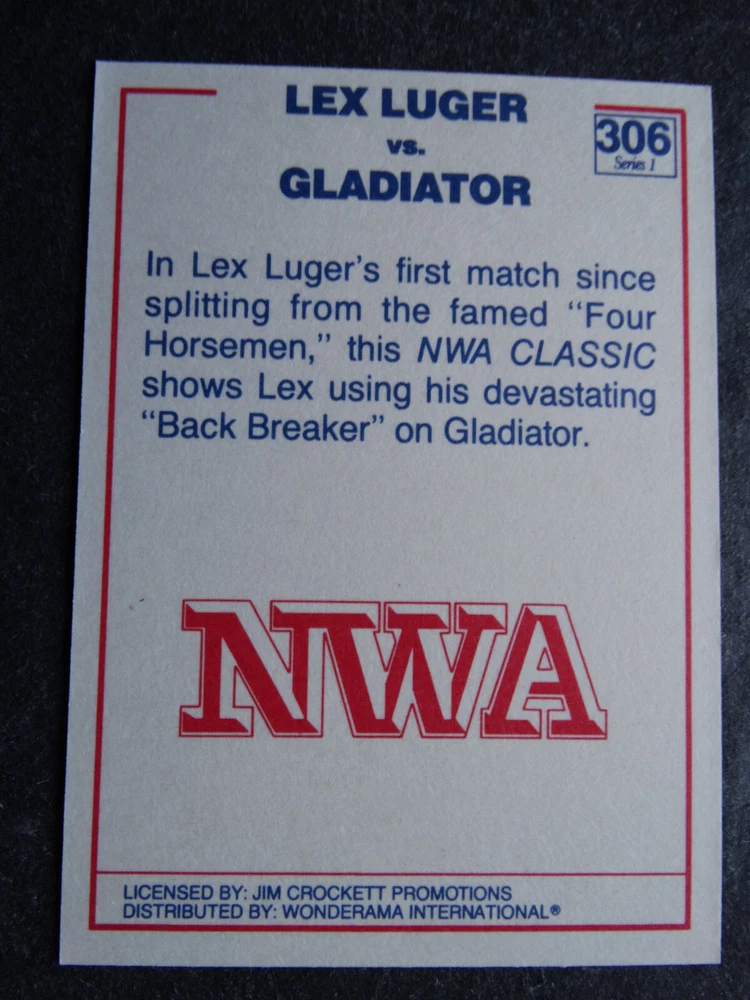 LEX LUGER
vs.
GLADIATOR
306
Series 1
In Lex Luger's first match since
splitting from the famed "Four
Horsemen," this NWA CLASSIC
shows Lex using his devastating
"Back Breaker" on Gladiator.
NWA
LICENSED BY: JIM CROCKETT PROMOTIONS
DISTRIBUTED BY: WONDERAMA INTERNATIONAL®